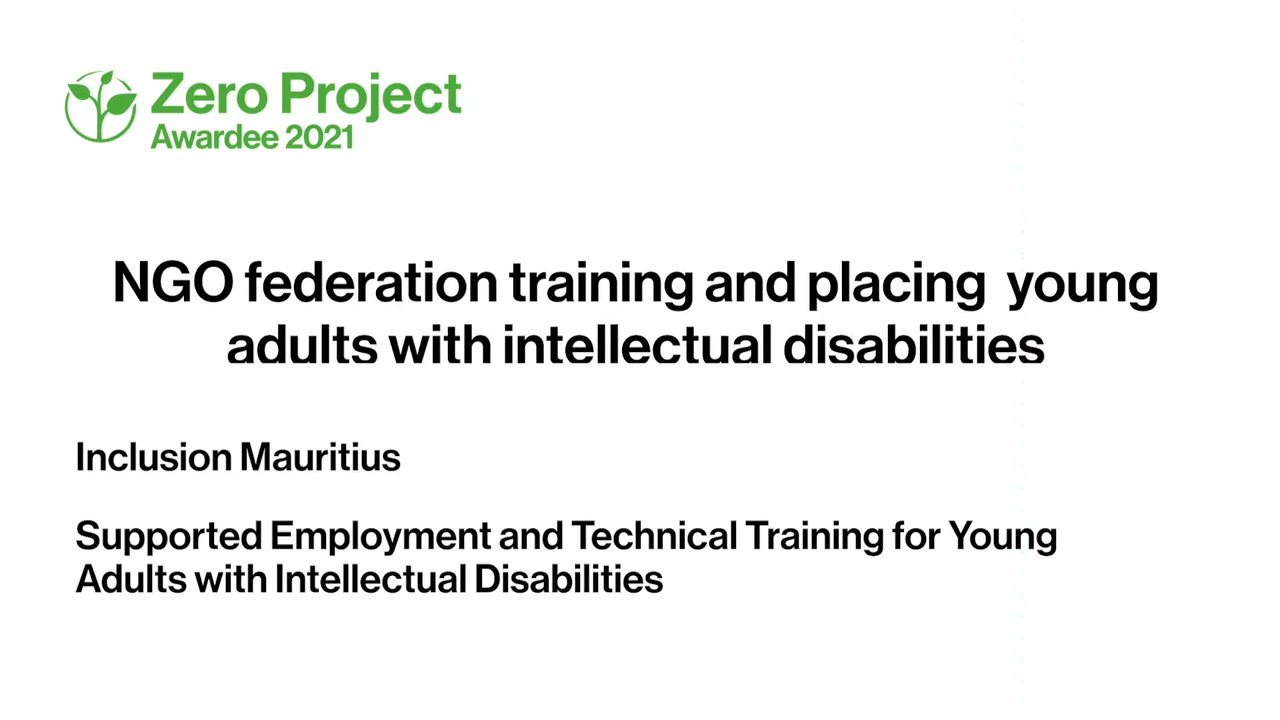 Zero Project
Awardee 2021
NGO federation training and placing  young
adults with intellectual disabilities
Inclusion Mauritius
Supported Employment and Technical Training for Young
Adults with Intellectual Disabilities